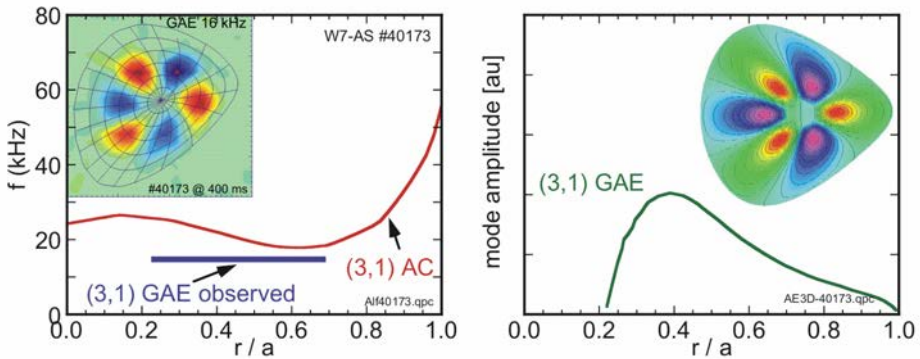 GAE 16 kHz
W7-AS #40173
#40173 @ 400 ms
80
60
40
20
0
f (kHz)
(3,1) AC
(3,1) GAE observed
Alf40173.qpc
0.0 0.2 0.4 0.6 0.8 1.0
r / a
mode amplitude [au]
(3,1) GAE
AE3D-40173.qpc
0.0 0.2 0.4 0.6 0.8 1.0
r / a